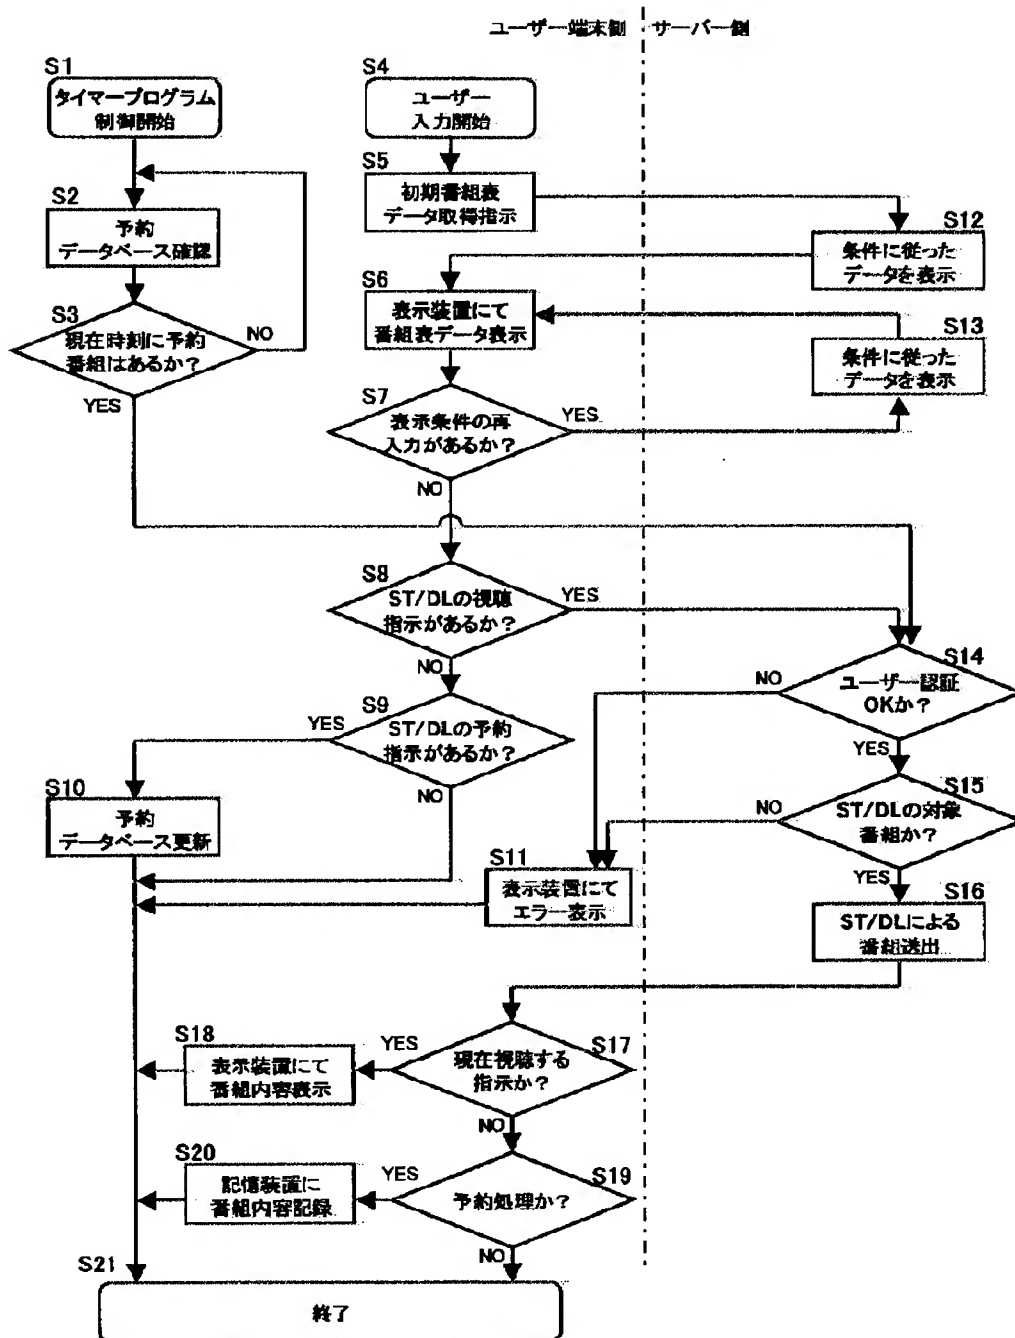 ユーザー端末側
サーバー側
S1
タイマープログラム
制御開始
S4
ユーザー
入力開始
S5
初期番組表
データ取得指示
S2
予約
データベース確認
S12
条件に従った
データを表示
S6
表示装置にて
番組表データ表示
S3
現在時刻に予約
番組はあるか?
NO
YES
S13
条件に従った
データを表示
S7
表示条件の再
入力があるか?
YES
NO
S8
ST/DLの視聴
指示があるか?
YES
NO
S14
ユーザー認証
OKか?
NO
YES
S9
ST/DLの予約
指示があるか?
YES
NO
S10
予約
データベース更新
S15
ST/DLの対象
番組か?
NO
YES
S11
表示装置にて
エラー表示
S16
ST/DLによる
番組送出
S17
現在視聴する
指示か?
YES
NO
S18
表示装置にて
番組内容表示
S19
予約処理か?
YES
NO
S20
記憶装置に
番組内容記録
S21
終了